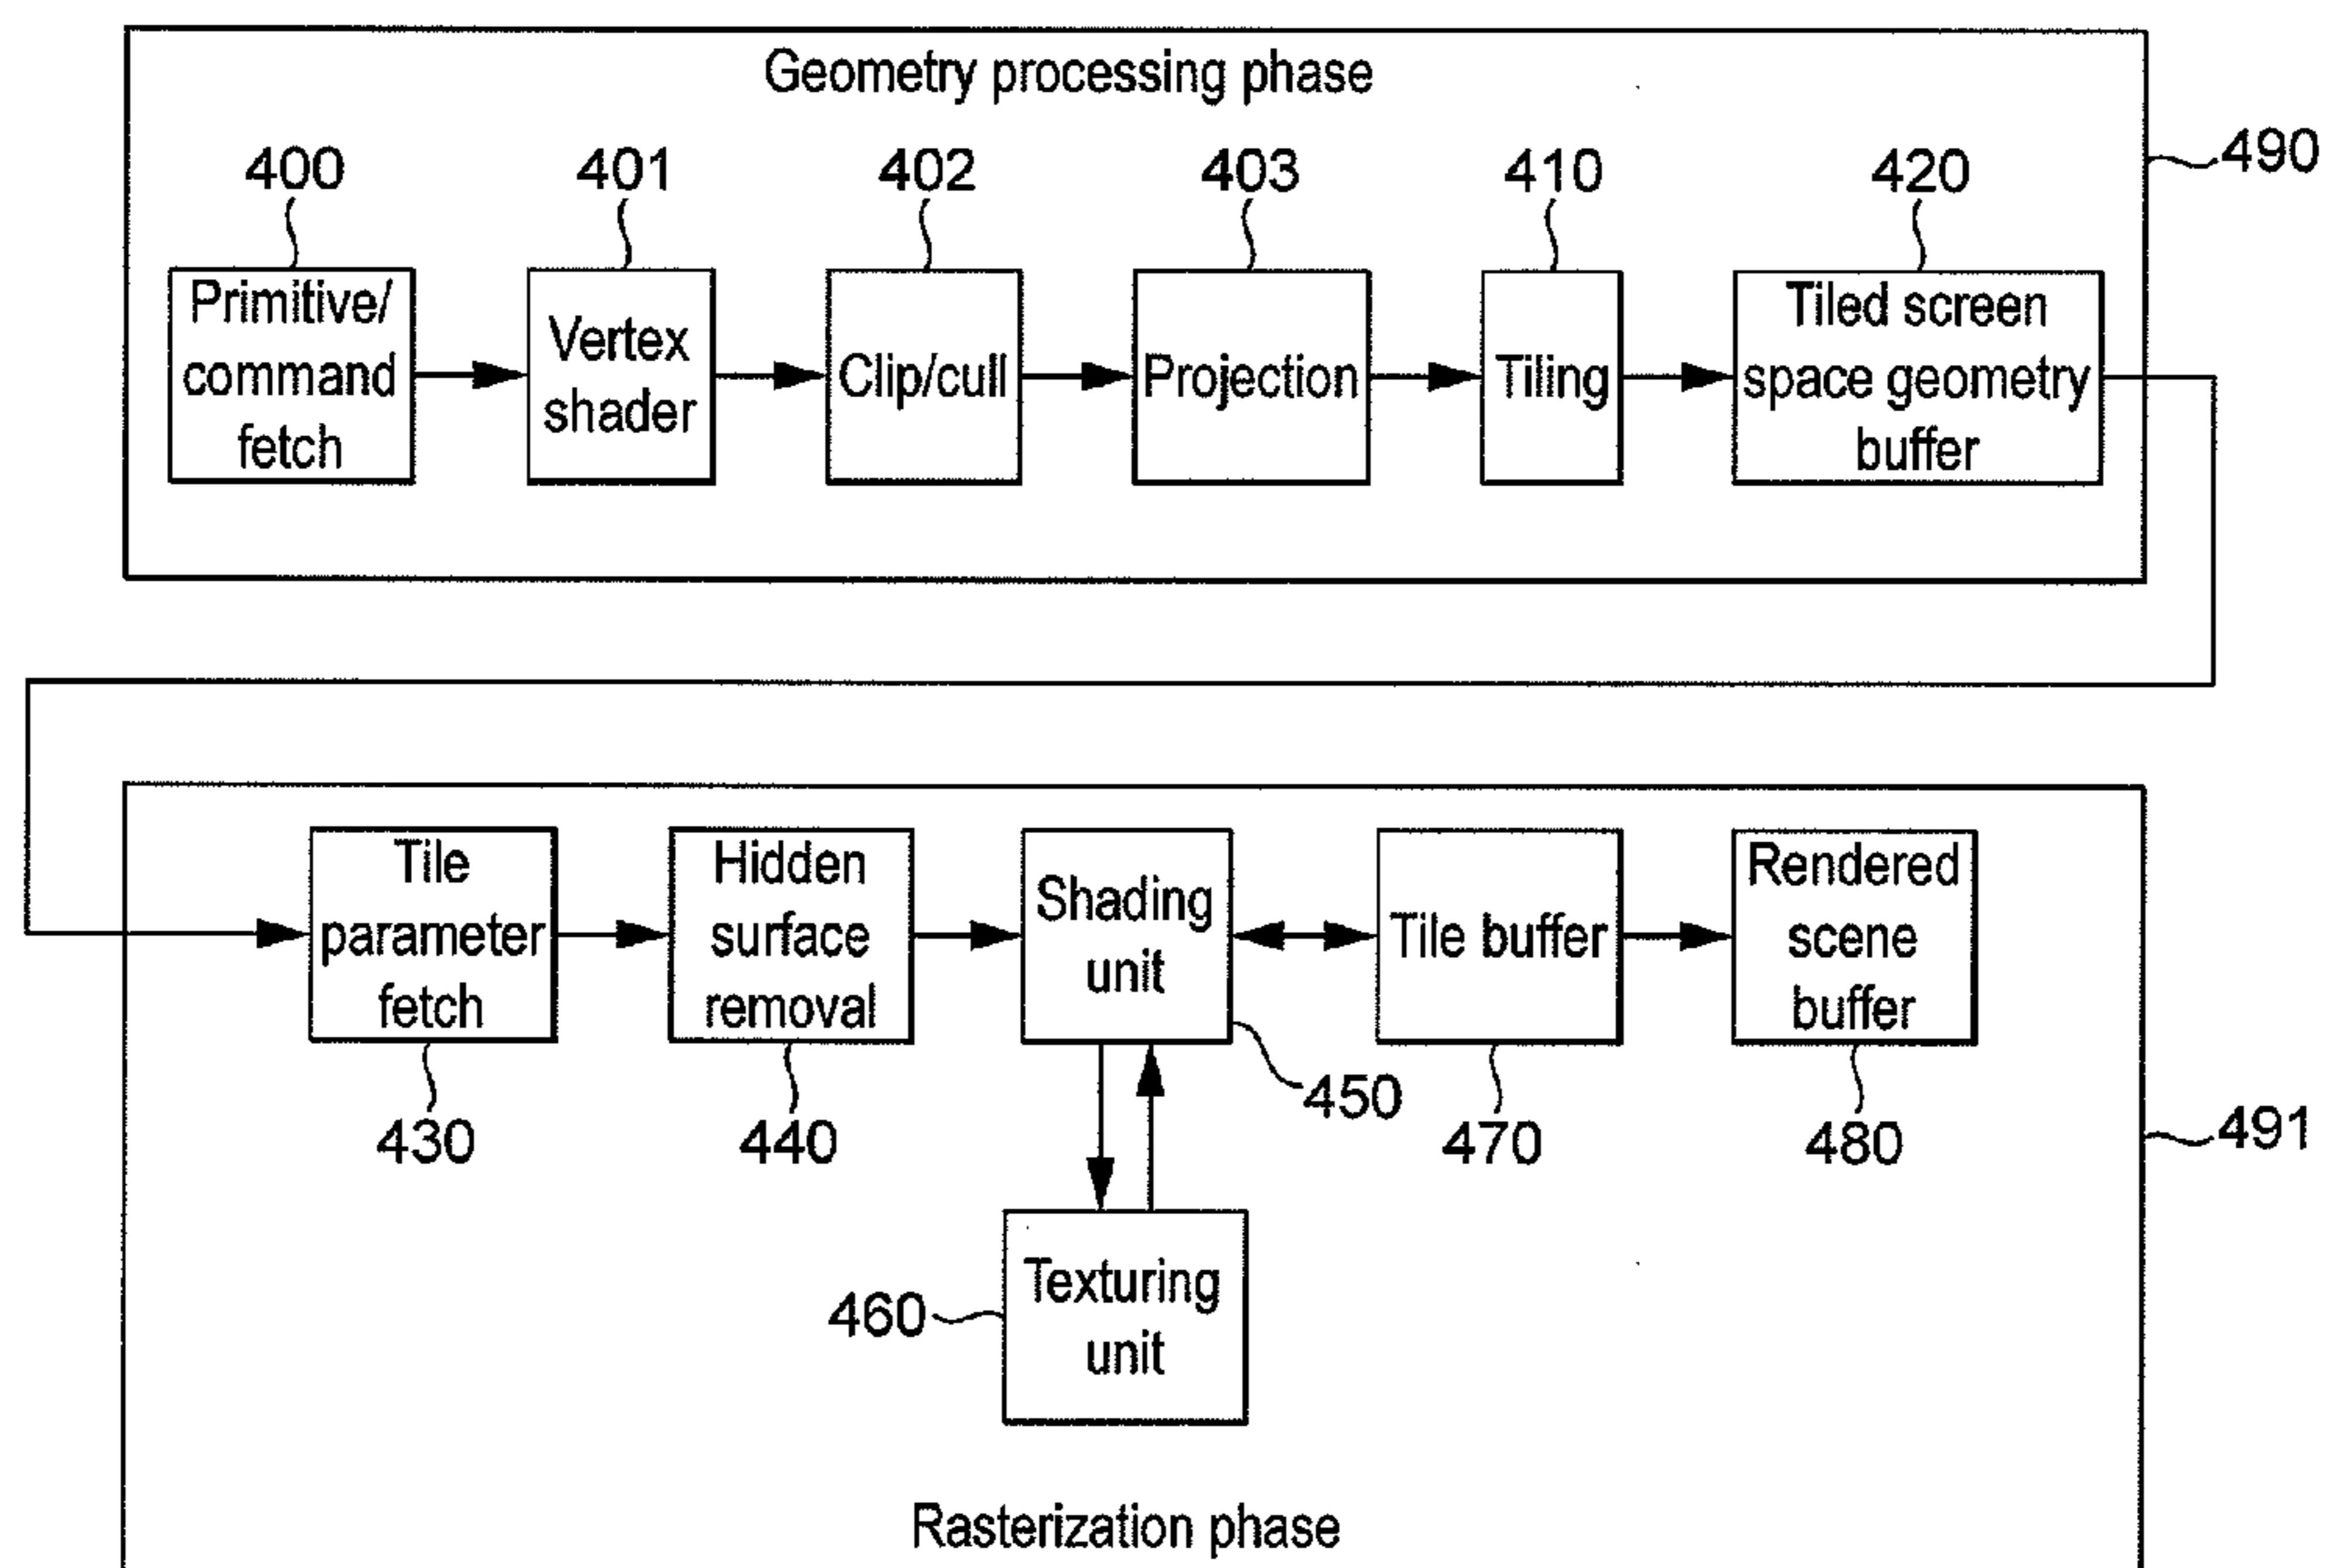 Geometry processing phase
490
400
401
402
403
410
420
Primitive/
command
fetch
Vertex
shader
Clip/cull
Projection
Tiling
Tiled screen
space geometry
buffer
Tile
parameter
fetch
Hidden
surface
removal
Shading
unit
Tile buffer
Rendered
scene
buffer
430
440
450
470
480
491
460
Texturing
unit
Rasterization phase